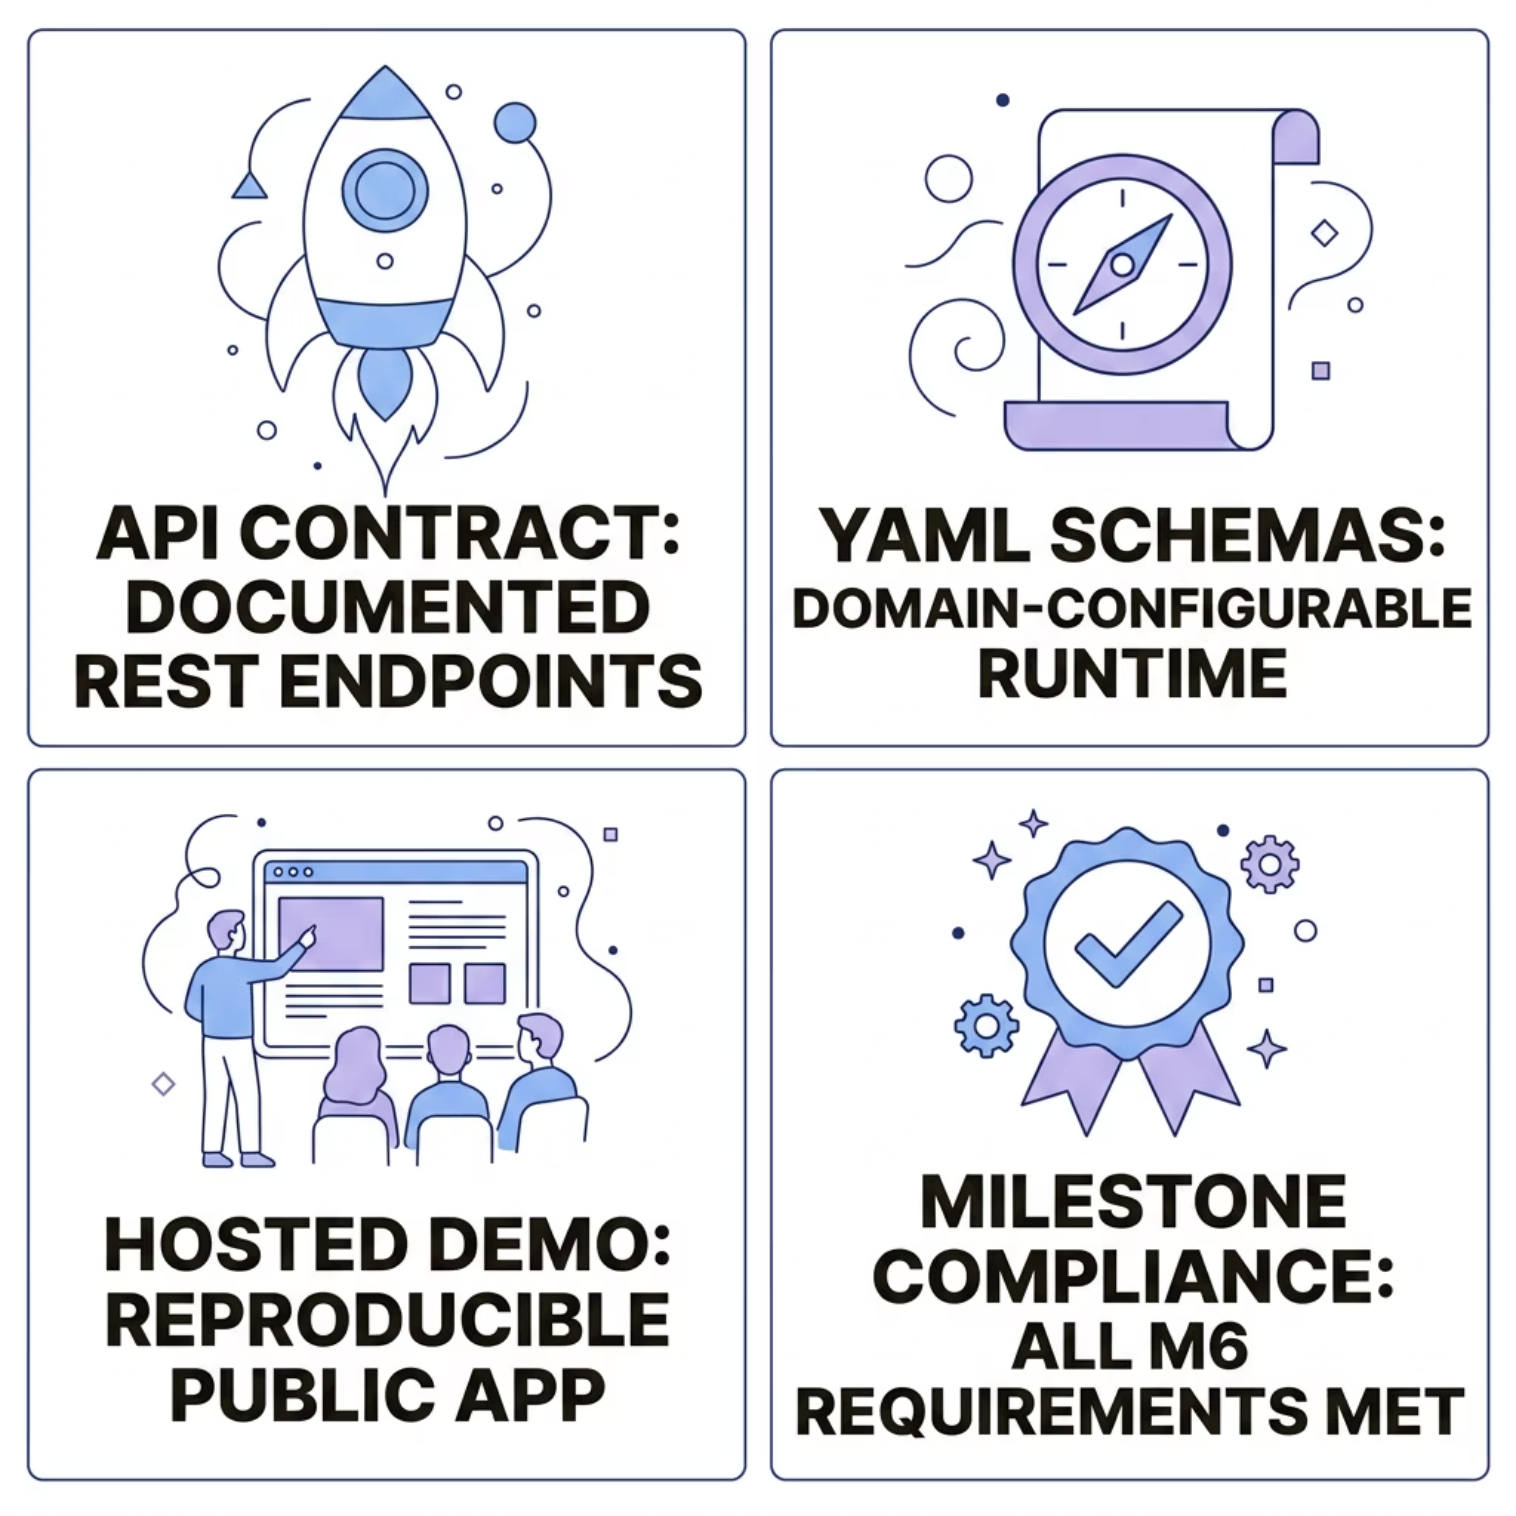 API CONTRACT:
DOCUMENTED
REST ENDPOINTS
YAML SCHEMAS:
DOMAIN-CONFIGURABLE
RUNTIME
HOSTED DEMO:
REPRODUCIBLE
PUBLIC APP
MILESTONE
COMPLIANCE:
ALL M6
REQUIREMENTS MET